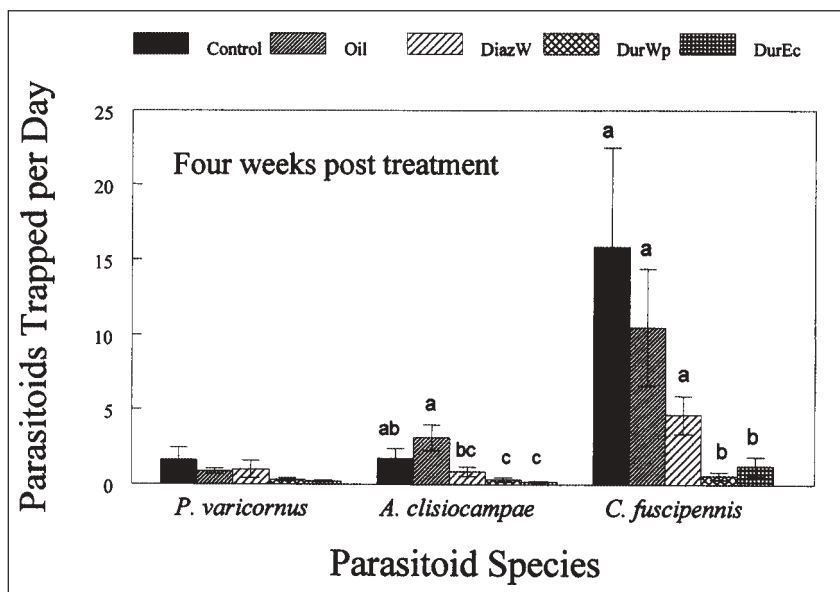 Control Oil DiazW DurWp DurEc
Parasitoids Trapped per Day
25
20
15
10
5
0
Four weeks post treatment
ab
a
bc
c
c
a
a
a
b
b
P. varicornus
A. clisiocampae
C. fuscipennis
Parasitoid Species